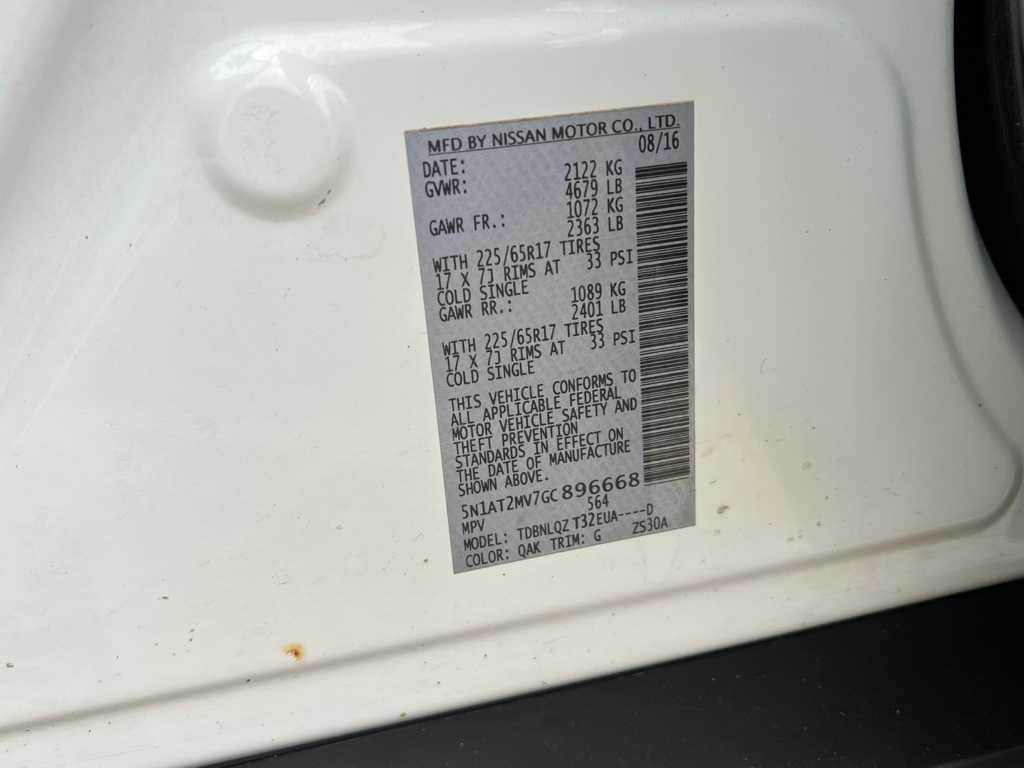 MFD BY NISSAN MOTOR CO., LTD.
DATE: 08/16
GVWR: 2122 KG
4679 LB
GAWR FR.: 1072 KG
2363 LB
WITH 225/65R17 TIRES
17 X 7J RIMS AT 33 PSI
COLD SINGLE
GAWR RR.: 1089 KG
2401 LB
WITH 225/65R17 TIRES
17 X 7J RIMS AT 33 PSI
COLD SINGLE
THIS VEHICLE CONFORMS TO
ALL APPLICABLE FEDERAL
MOTOR VEHICLE SAFETY AND
THEFT PREVENTION
STANDARDS IN EFFECT ON
THE DATE OF MANUFACTURE
SHOWN ABOVE.
5N1AT2MV7GC896668
MPV 564
MODEL: TDBNLQZ T32EUA----D
COLOR: QAK TRIM: G ZS30A